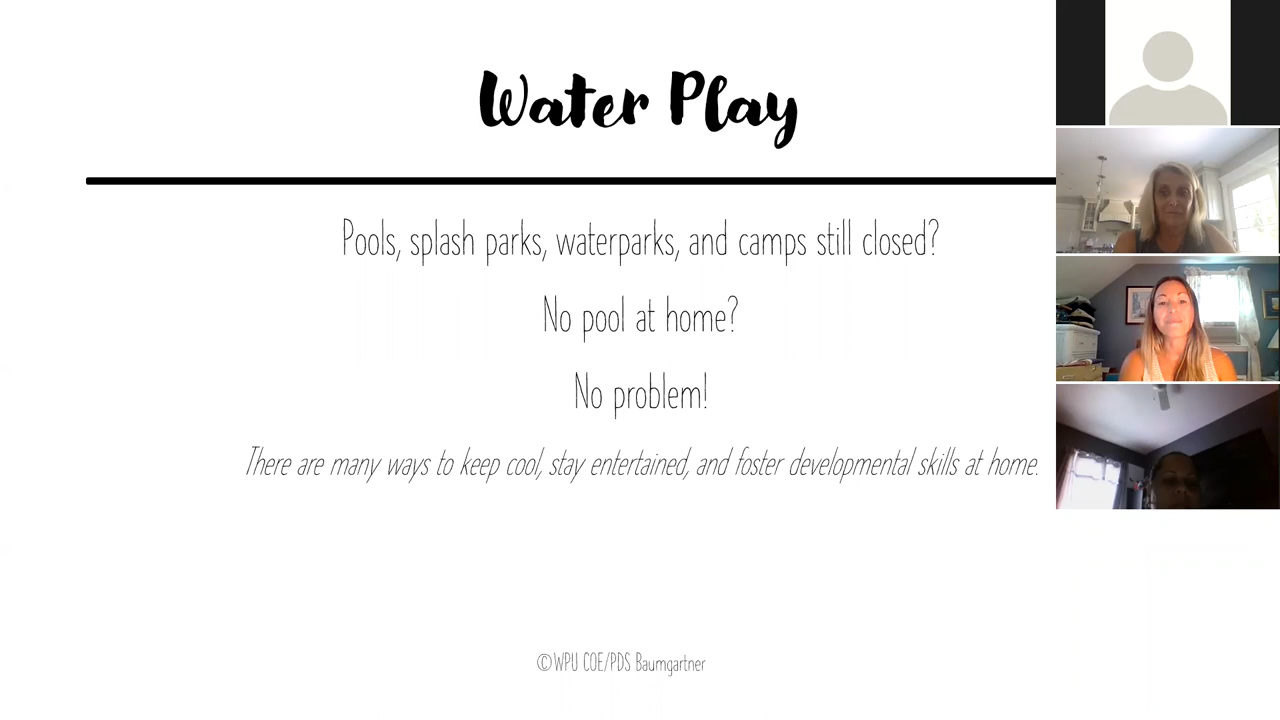 Water Play
Pools, splash parks, waterparks, and camps still closed?
No pool at home?
No problem!
There are many ways to keep cool, stay entertained, and foster developmental skills at home.
©WPU COE/PDS Baumgartner